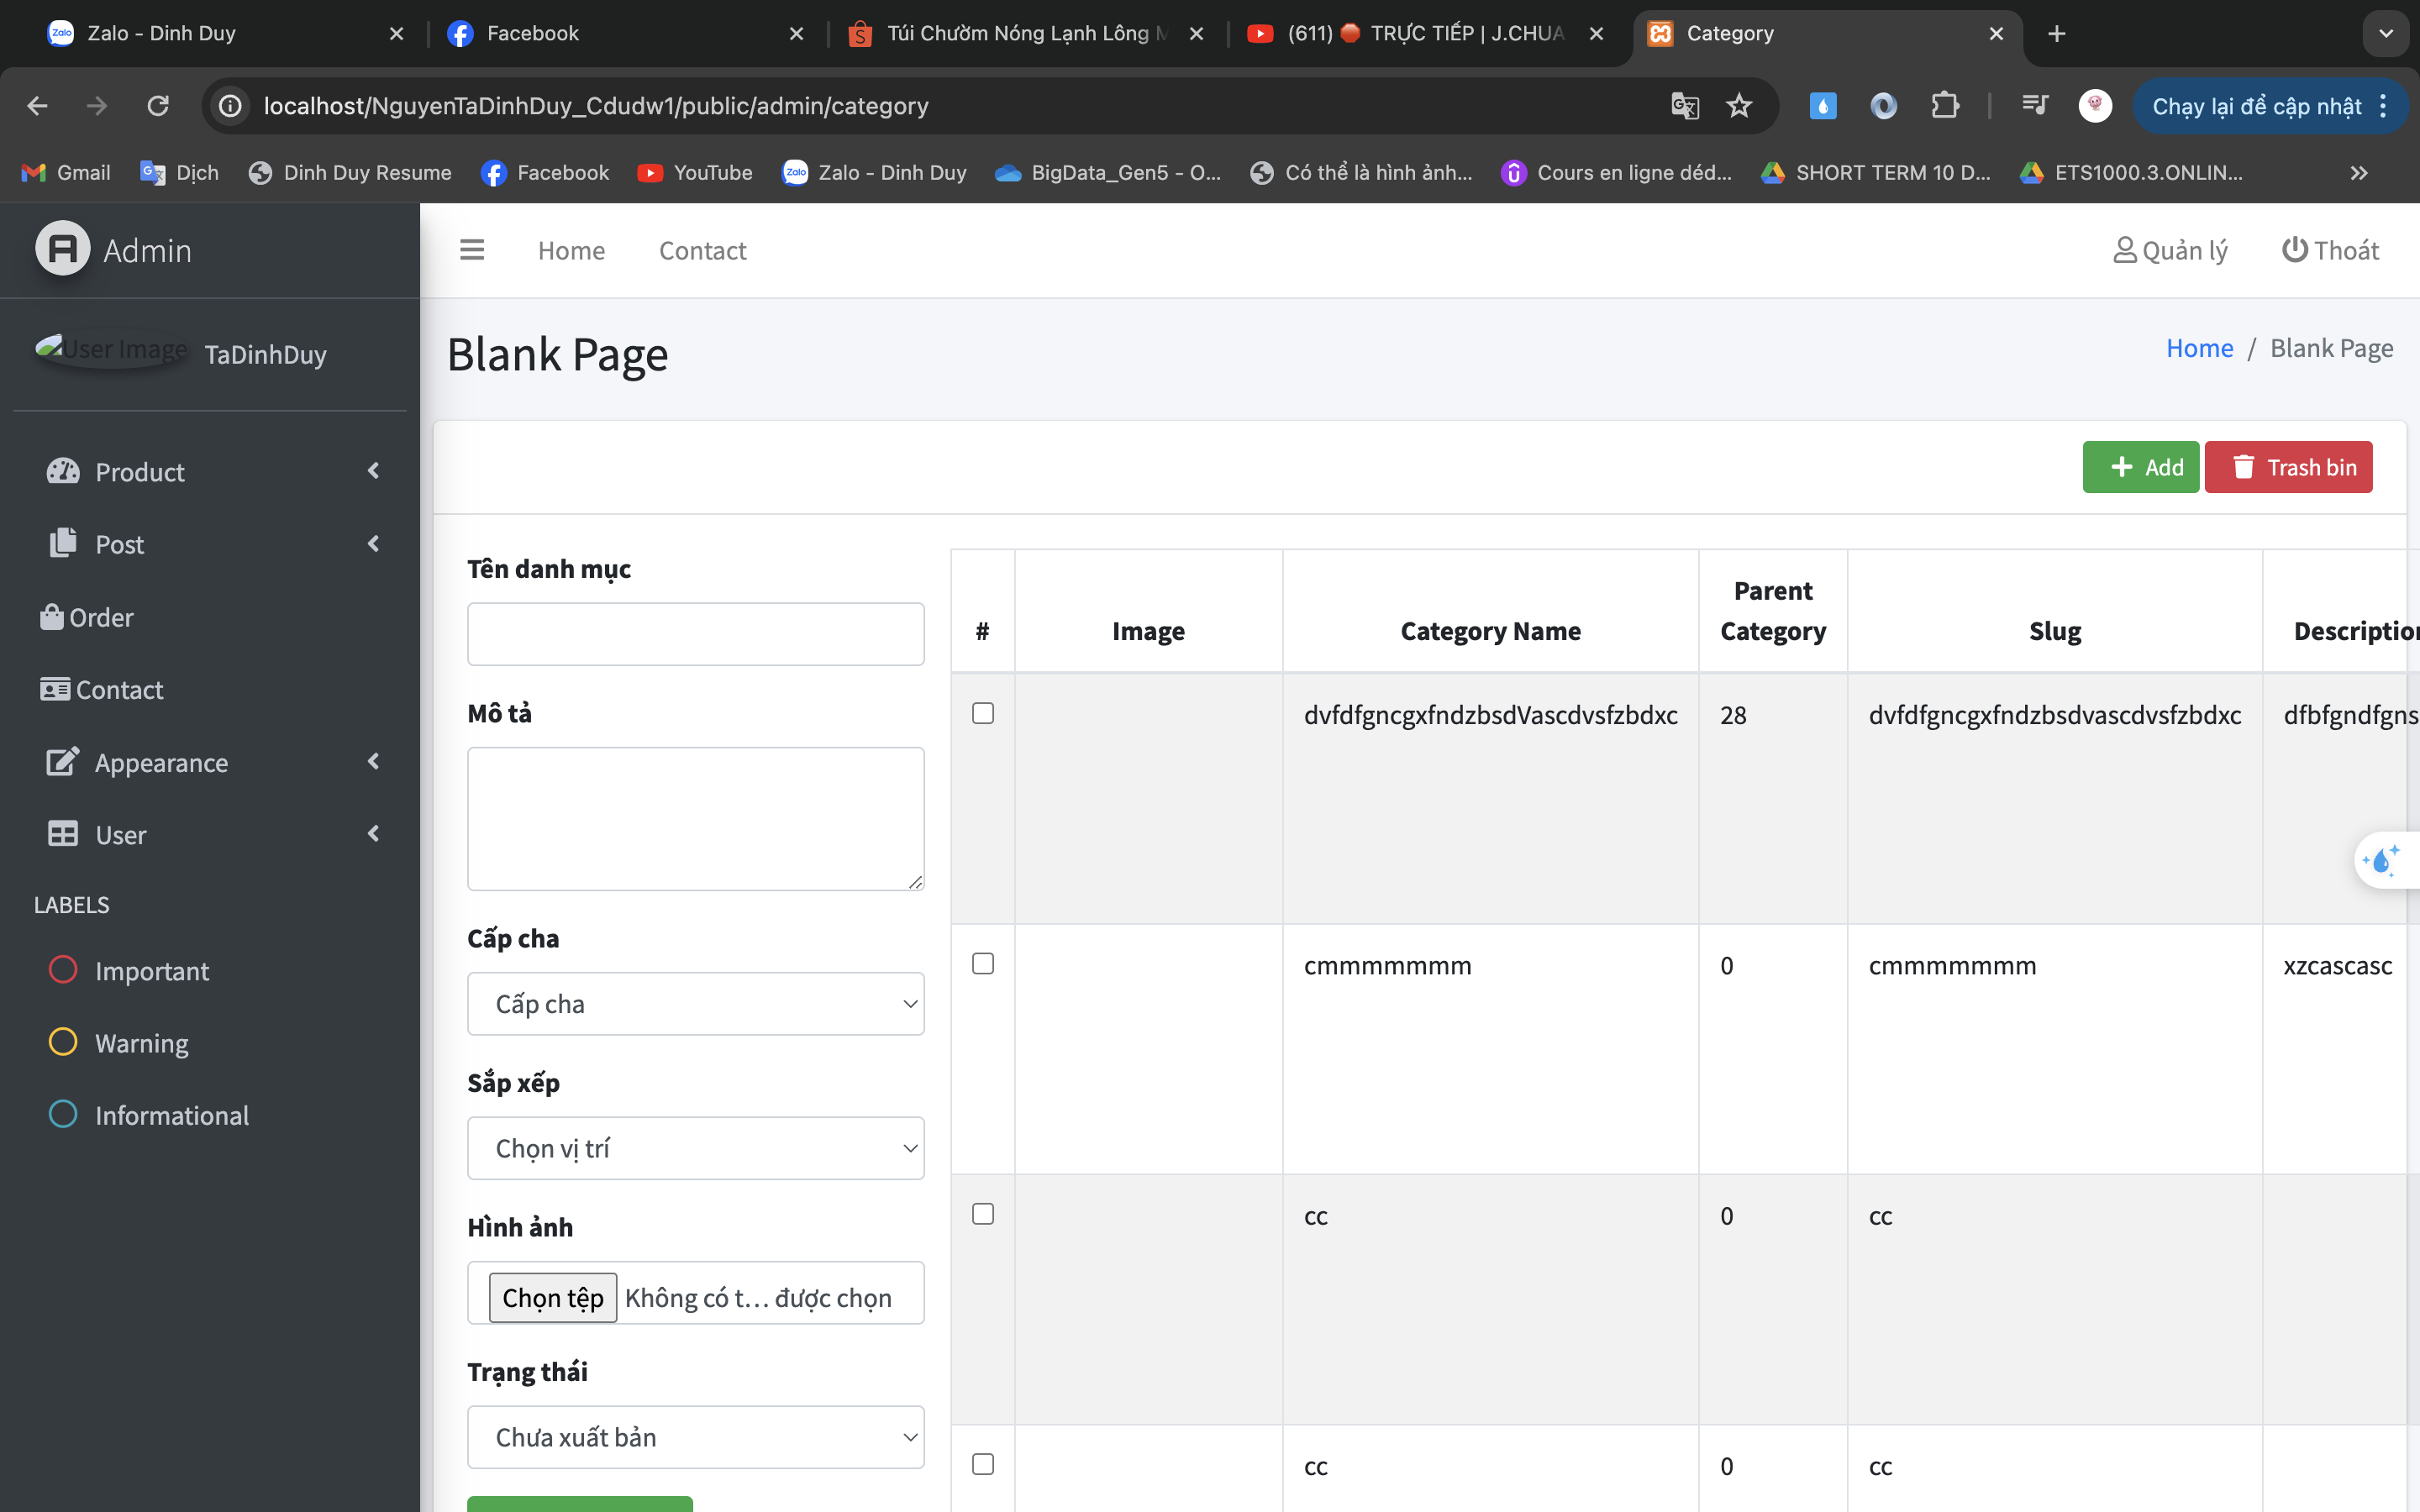 Zalo - Dinh Duy
Facebook
Túi Chườm Nóng Lạnh Lông M
(611) TRỰC TIẾP | J.CHUA
Category
localhost/NguyenTaDinhDuy_Cdudw1/public/admin/category
Chạy lại để cập nhật
Gmail
Dịch
Dinh Duy Resume
Facebook
YouTube
Zalo - Dinh Duy
BigData_Gen5 - O...
Có thể là hình ảnh...
Cours en ligne déd...
SHORT TERM 10 D...
ETS1000.3.ONLIN...
Admin
Home
Contact
Quản lý
Thoát
User Image
TaDinhDuy
Blank Page
Home / Blank Page
Add
Trash bin
Product
Post
Order
Contact
Appearance
User
LABELS
Important
Warning
Informational
Tên danh mục
Mô tả
Cấp cha
Cấp cha
Sắp xếp
Chọn vị trí
Hình ảnh
Chọn tệp Không có t... được chọn
Trạng thái
Chưa xuất bản
# Image Category Name Parent Category Slug Description
dvfdfgncgxfndzbsdVascdvsfzbdxc 28 dvfdfgncgxfndzbsdvascdvsfzbdxc dfbfgndfgns
cmmmmmmm 0 cmmmmmmm xzcascasc
cc 0 cc
cc 0 cc